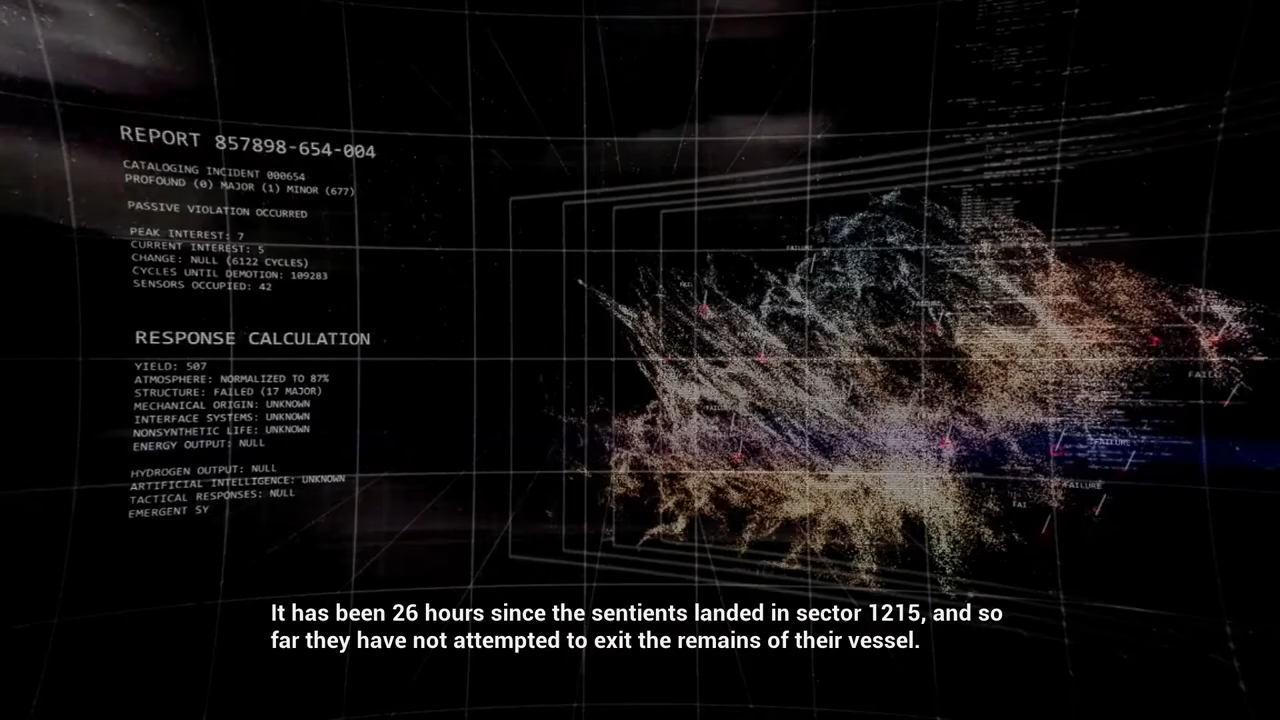 REPORT 857898-654-004
CATALOGING INCIDENT 000654
PROFOUND (0) MAJOR (1) MINOR (677)
PASSIVE VIOLATION OCCURRED
PEAK INTEREST: 7
CURRENT INTEREST: 5
CHANGE: NULL (6122 CYCLES)
CYCLES UNTIL DEMOTION: 109283
SENSORS OCCUPIED: 42
RESPONSE CALCULATION
YIELD: 507
ATMOSPHERE: NORMALIZED TO 87%
STRUCTURE: FAILED (17 MAJOR)
MECHANICAL ORIGIN: UNKNOWN
INTERFACE SYSTEMS: UNKNOWN
NONSYNTHETIC LIFE: UNKNOWN
ENERGY OUTPUT: NULL
HYDROGEN OUTPUT: NULL
ARTIFICIAL INTELLIGENCE: UNKNOWN
TACTICAL RESPONSES: NULL
EMERGENT SY
FAILURE
FAILURE
FAILURE
FAI
It has been 26 hours since the sentients landed in sector 1215, and so
far they have not attempted to exit the remains of their vessel.